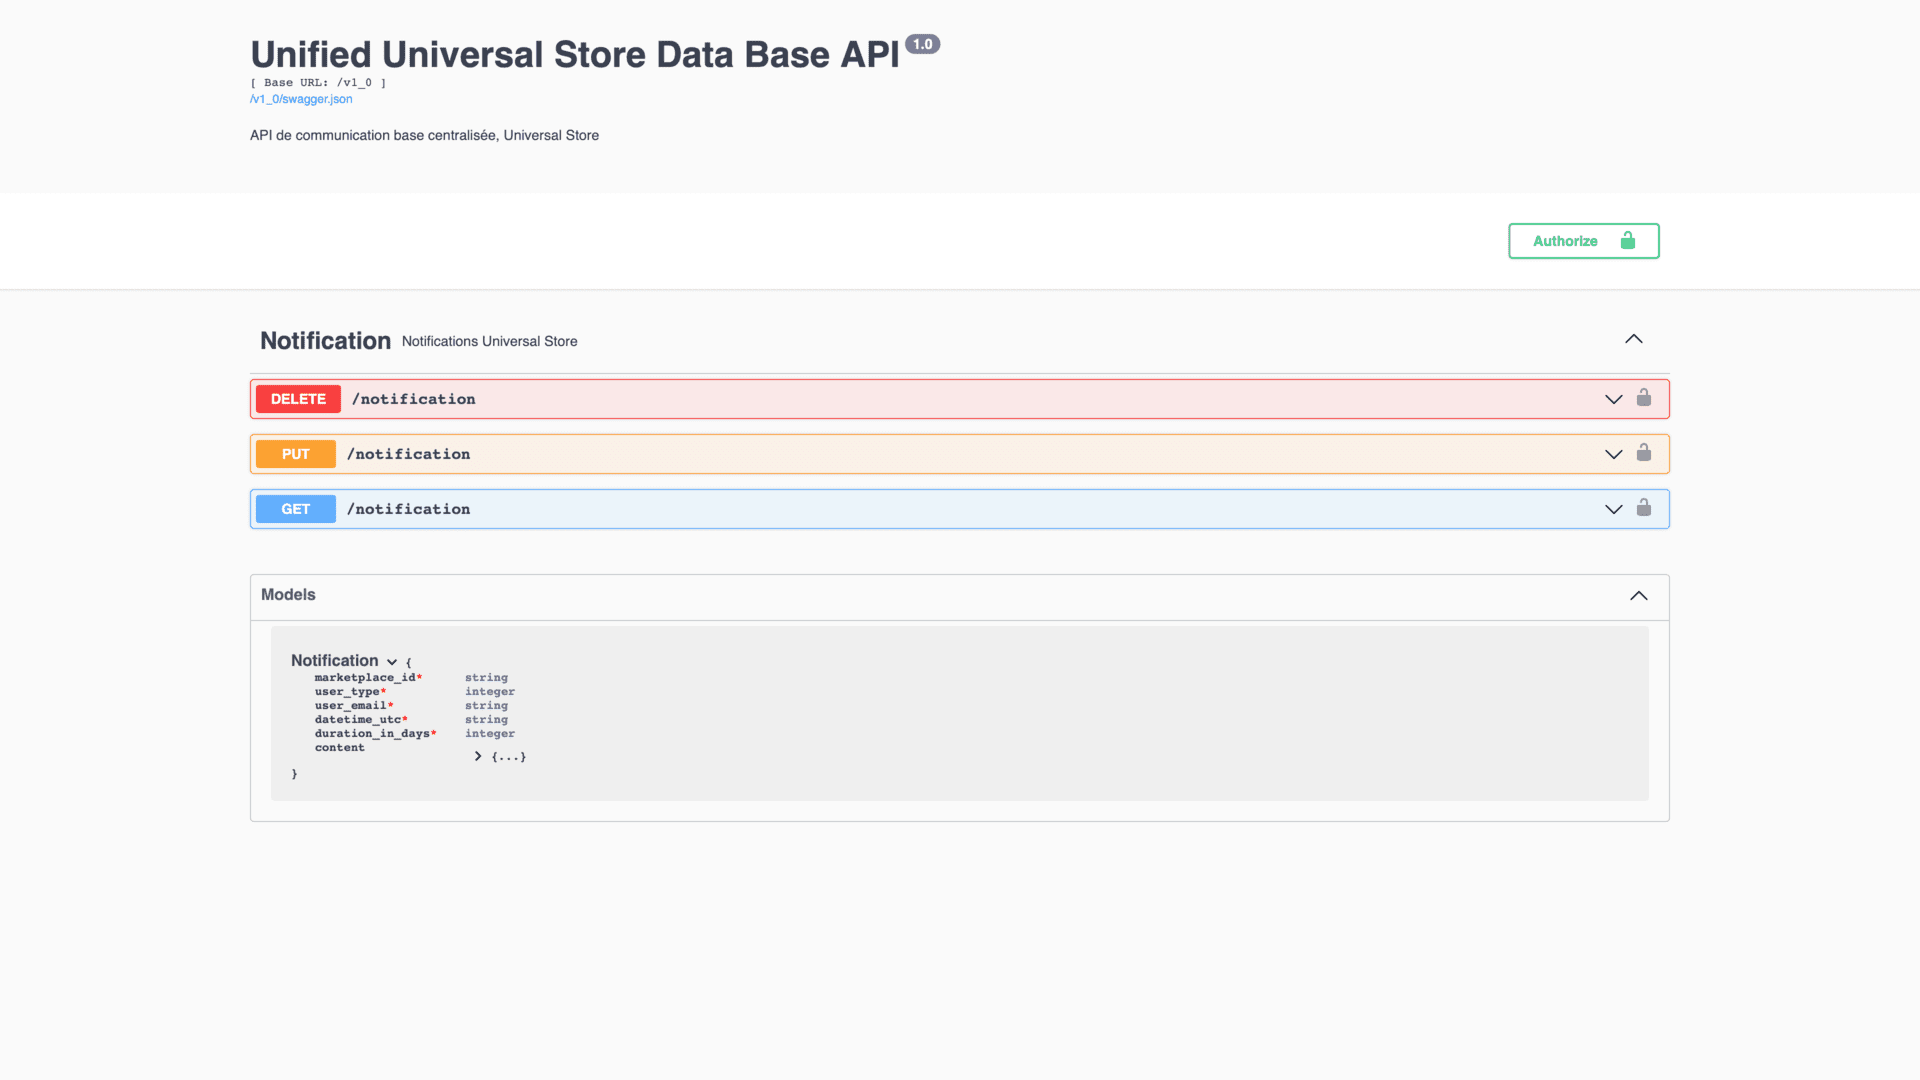 Unified Universal Store Data Base API 1.0
[ Base URL: /v1_0 ]
/v1_0/swagger.json
API de communication base centralisée, Universal Store
Authorize
Notification Notifications Universal Store
DELETE /notification
PUT /notification
GET /notification
Models
Notification {
marketplace_id* string
user_type* integer
user_email* string
datetime_utc* string
duration_in_days* integer
content
{...}
}